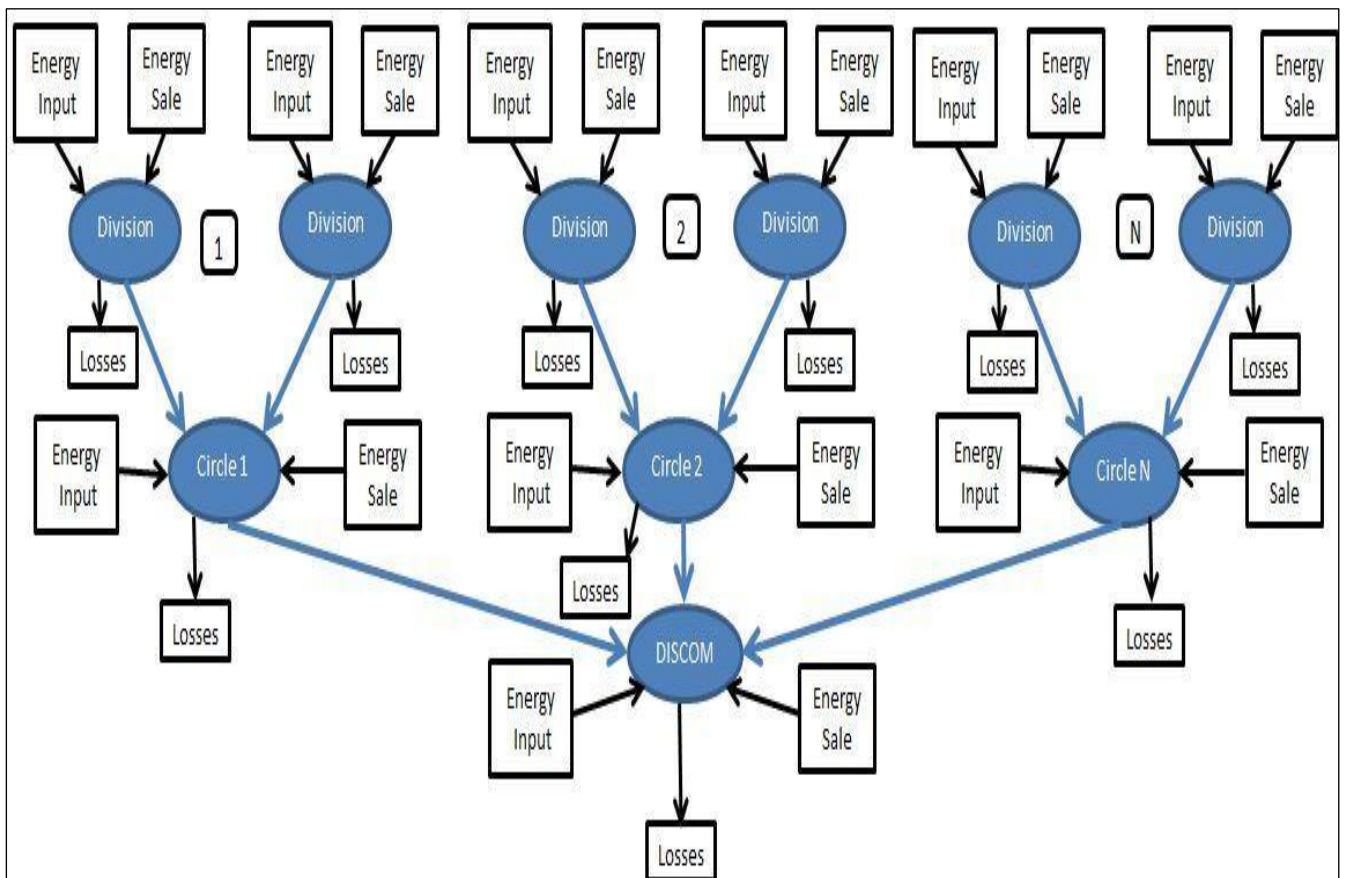 Energy
Input
Energy
Sale
Energy
Input
Energy
Sale
Energy
Input
Energy
Sale
Energy
Input
Energy
Sale
Energy
Input
Energy
Sale
Energy
Input
Energy
Sale
Division
1
Division
Division
2
Division
Division
N
Division
Losses
Losses
Losses
Losses
Losses
Losses
Energy
Input
Circle 1
Energy
Sale
Energy
Input
Circle 2
Energy
Sale
Energy
Input
Circle N
Energy
Sale
Losses
Losses
Losses
DISCOM
Energy
Input
Energy
Sale
Losses